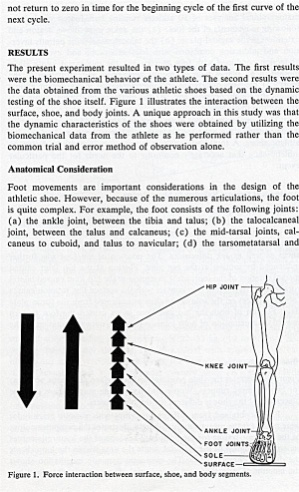 not return to zero in time for the beginning cycle of the first curve of the
next cycle.
RESULTS
The present experiment resulted in two types of data. The first results
were the biomechanical behavior of the athlete. The second results were
the data obtained from the various athletic shoes based on the dynamic
testing of the shoe itself. Figure 1 illustrates the interaction between the
surface, shoe, and body joints. A unique approach in this study was that
the dynamic characteristics of the shoes were obtained by utilizing the
biomechanical data from the athlete as he performed rather than the
common trial and error method of observation alone.
Anatomical Consideration
Foot movements are important considerations in the design of the
athletic shoe. However, because of the numerous articulations, the foot
is quite complex. For example, the foot consists of the following joints:
(a) the ankle joint, between the tibia and talus; (b) the talocalcaneal
joint, between the talus and calcaneus; (c) the mid-tarsal joints, cal-
caneus to cuboid, and talus to navicular; (d) the tarsometatarsal and
HIP JOINT
KNEE JOINT
ANKLE JOINT
FOOT JOINTS
SOLE
SURFACE
Figure 1. Force interaction between surface, shoe, and body segments.